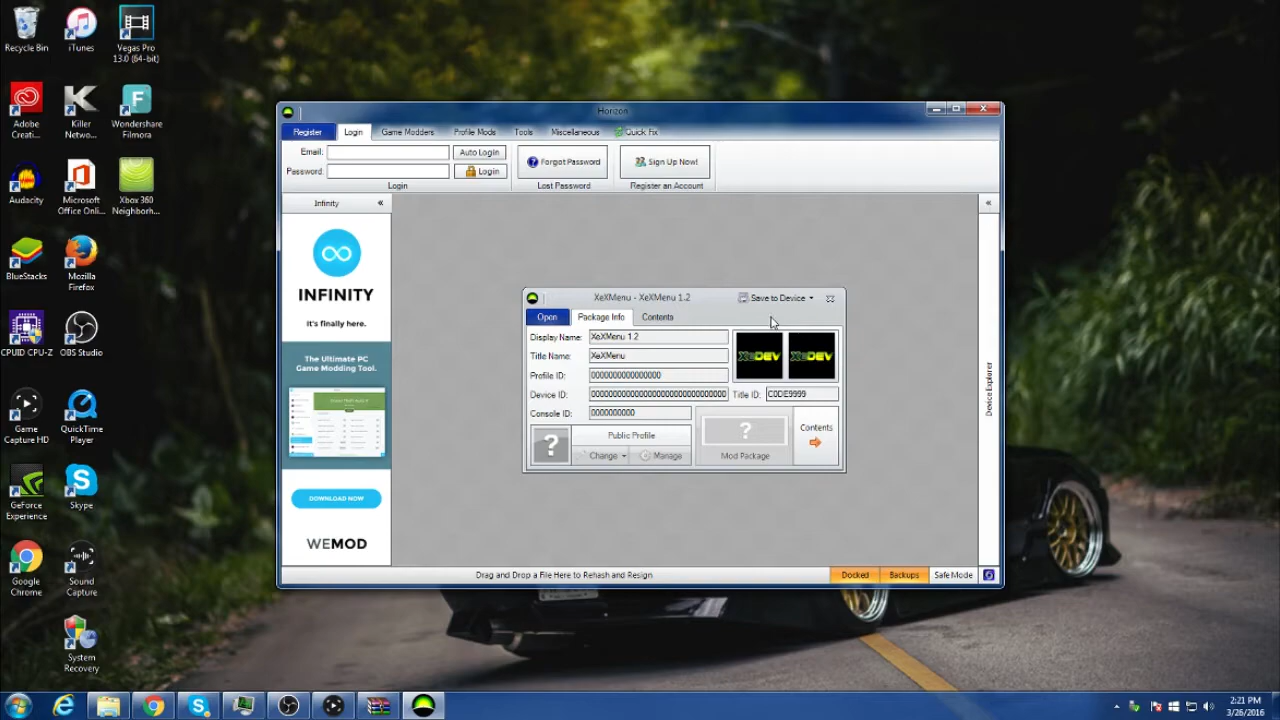 Recycle Bin
iTunes
Vegas Pro
13.0 (64-bit)
Adobe
Creati...
Killer
Netwo...
Wondershare
Filmora
Audacity
Microsoft
Office Onli...
Xbox 360
Neighborh...
BlueStacks
Mozilla
Firefox
CPUID CPU-Z
OBS Studio
Game
Capture HD
QuickTime
Player
GeForce
Experience
Skype
Google
Chrome
Sound
Capture
System
Recovery
Horizon
Register
Login
Game Modders
Profile Mods
Tools
Miscellaneous
Quick Fix
Email:
Auto Login
Password:
Login
Login
Forgot Password
Lost Password
Sign Up Now!
Register an Account
Infinity
«
«
INFINITY
It's finally here.
The Ultimate PC
Game Modding Tool.
DOWNLOAD NOW
WEMOD
XeXMenu - XeXMenu 1.2
Save to Device
Open
Package Info
Contents
Display Name:
XeXMenu 1.2
Title Name:
XeXMenu
Profile ID:
0000000000000000
Device ID:
Title ID:
C0DE9999
Console ID:
0000000000
XeDEV
XeDEV
?
Public Profile
Change
Manage
?
Mod Package
Contents
Device Explorer
Drag and Drop a File Here to Rehash and Resign
Docked
Backups
Safe Mode
2:21 PM
3/26/2016